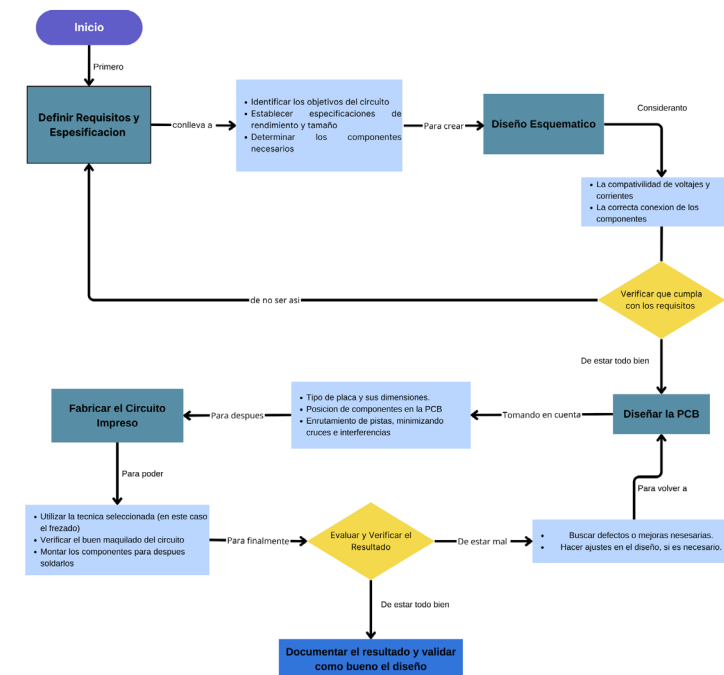 Inicio
Primero
Definir Requisitos y
Espesificacion
conlleva a
• Identificar los objetivos del circuito
• Establecer especificaciones de
rendimiento y tamaño
• Determinar los componentes
necesarios
Para crear
Diseño Esquematico
Consideranto
• La compativilidad de voltajes y
corrientes
• La correcta conexion de los
componentes
Verificar que cumpla
con los requisitos
de no ser asi
De estar todo bien
Diseñar la PCB
Tomando en cuenta
• Tipo de placa y sus dimensiones.
• Posicion de componentes en la PCB
• Enrutamiento de pistas, minimizando
cruces e interferencias
Para despues
Fabricar el Circuito
Impreso
Para poder
• Utilizar la tecnica seleccionada (en este caso
el frezado)
• Verificar el buen maquilado del circuito
• Montar los componentes para despues
soldarlos
Para finalmente
Evaluar y Verificar el
Resultado
De estar mal
• Buscar defectos o mejoras nesesarias.
• Hacer ajustes en el diseño, si es necesario.
Para volver a
De estar todo bien
Documentar el resultado y validar
como bueno el diseño